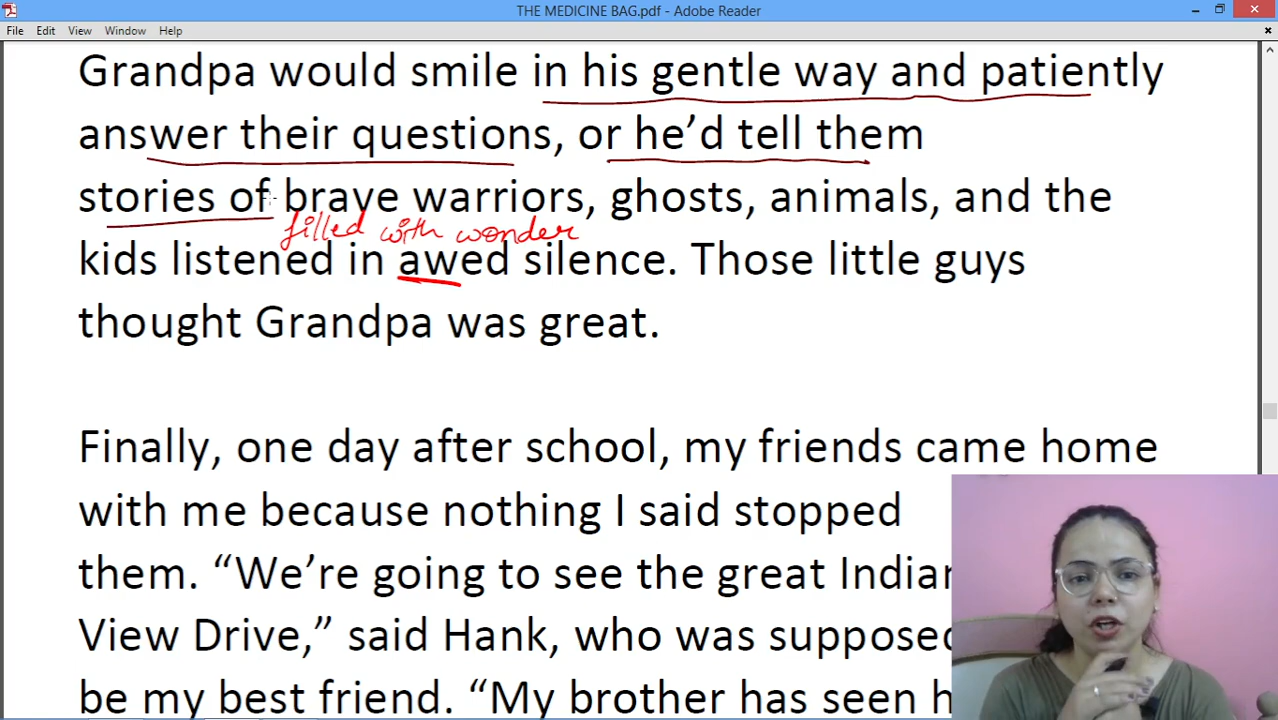 THE MEDICINE BAG.pdf - Adobe Reader
File Edit View Window Help
Grandpa would smile in his gentle way and patiently
answer their questions, or he’d tell them
stories of brave warriors, ghosts, animals, and the
filled with wonder
kids listened in awed silence. Those little guys
thought Grandpa was great.
Finally, one day after school, my friends came home
with me because nothing I said stopped
them. “We’re going to see the great Indian
View Drive,” said Hank, who was supposed
be my best friend. “My brother has seen h